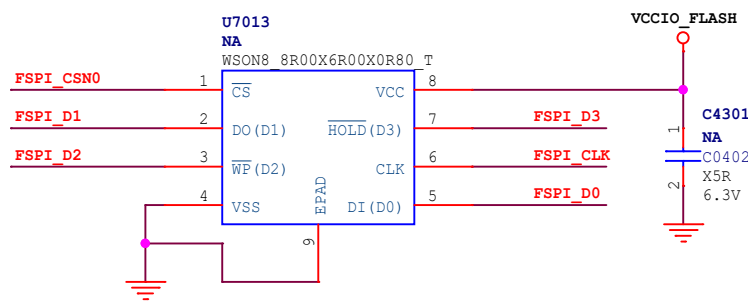 U7013
NA
WSON8_8R00X6R00X0R80_T
VCCIO_FLASH
FSPI_CSN0
1
CS
VCC
8
FSPI_D1
2
DO(D1)
HOLD(D3)
7
FSPI_D3
FSPI_D2
3
WP(D2)
CLK
6
FSPI_CLK
4
VSS
EPAD
DI(D0)
5
FSPI_D0
9
1
2
C4301
NA
C0402
X5R
6.3V